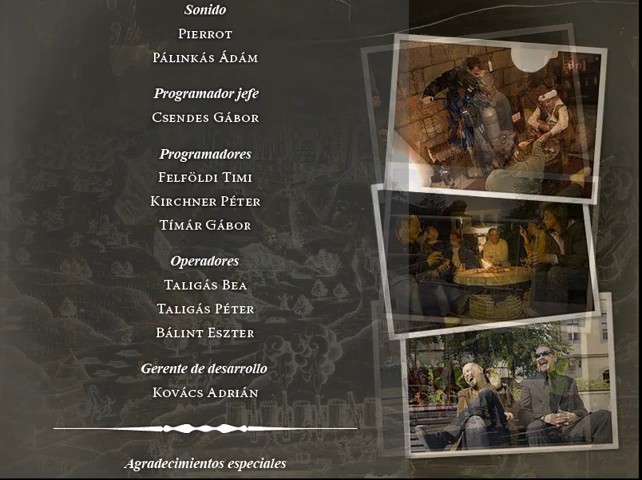 Sonido
Pierrot
Pálinkás Ádám
Programador jefe
Csendes Gábor
Programadores
Felföldi Timi
Kirchner Péter
Tímár Gábor
Operadores
Taligás Bea
Taligás Péter
Bálint Eszter
Gerente de desarrollo
Kovács Adrián
Agradecimientos especiales